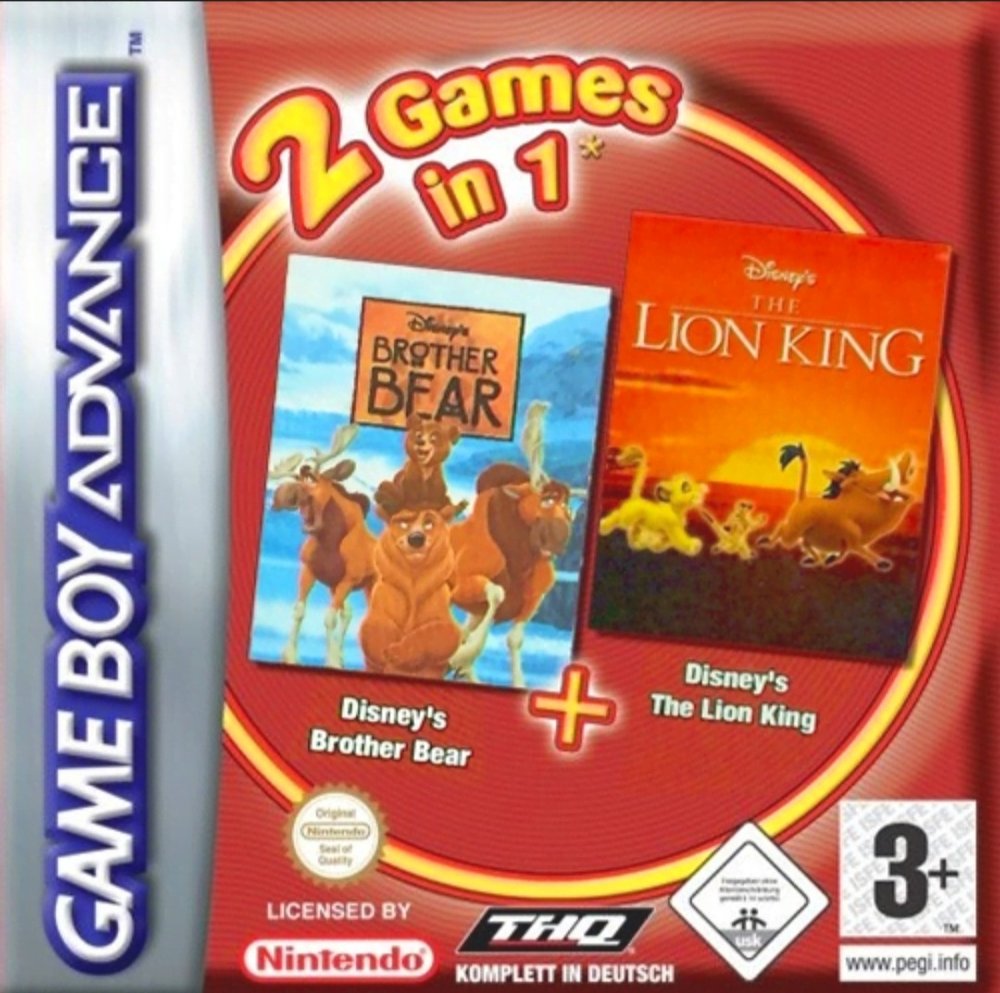 GAME BOY ADVANCE
TM
2 Games
in 1*
Disney's
BROTHER
BEAR
Disney's
THE
LION KING
Disney's
Brother Bear
Disney's
The Lion King
Original
Nintendo
Seal of
Quality
LICENSED BY
Nintendo®
THQ
KOMPLETT IN DEUTSCH
usk
ISFE
3+
TM
www.pegi.info